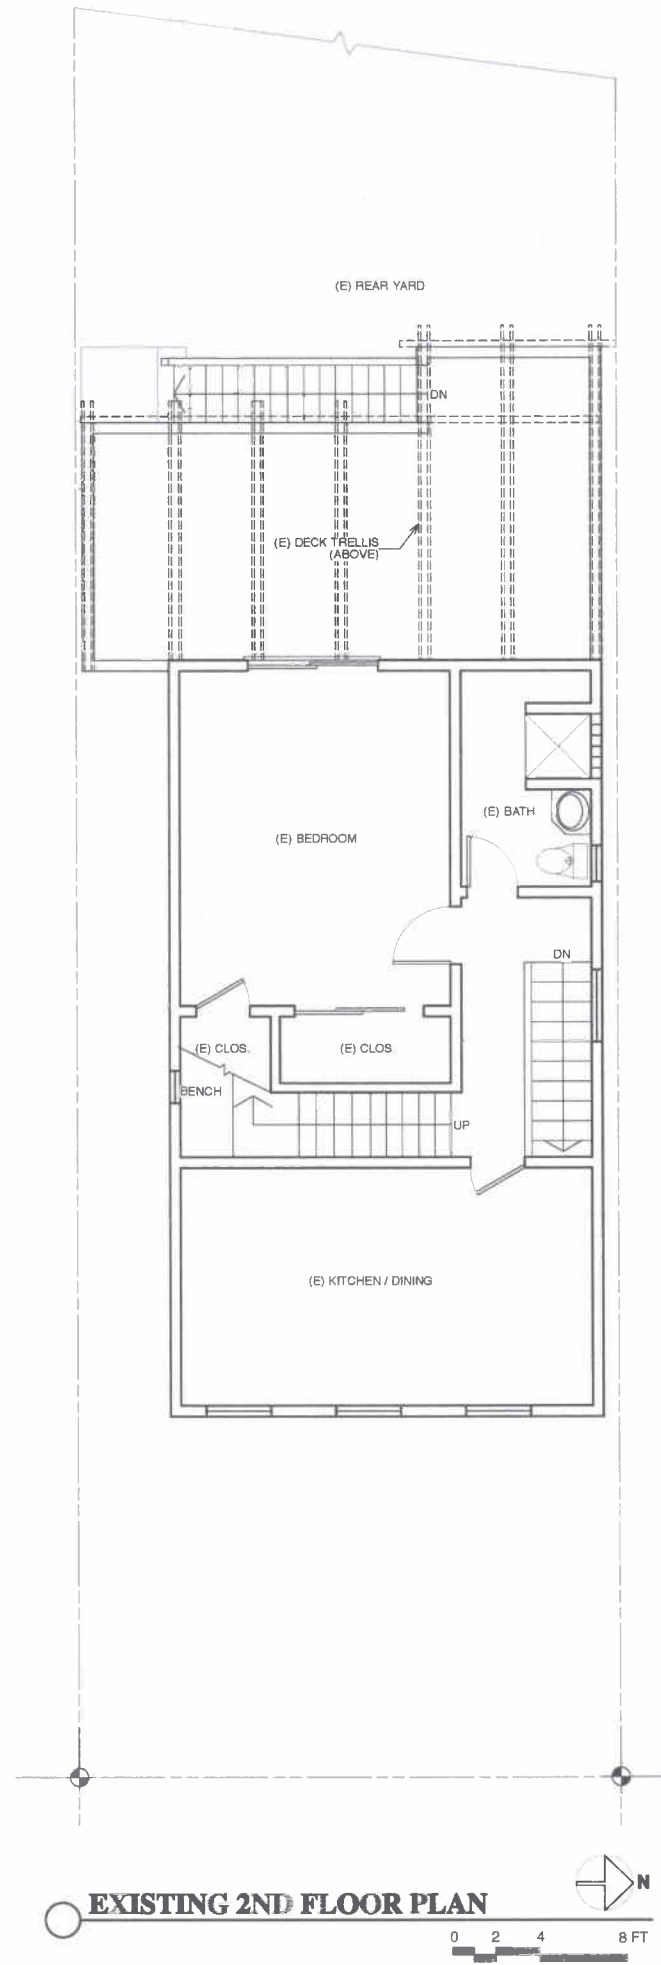 (E) REAR YARD
DN
(E) DECK TRELLIS
(ABOVE)
(E) BATH
(E) BEDROOM
DN
(E) CLOS.
(E) CLOS
BENCH
UP
(E) KITCHEN / DINING
N
EXISTING 2ND FLOOR PLAN
0 2 4 8 FT